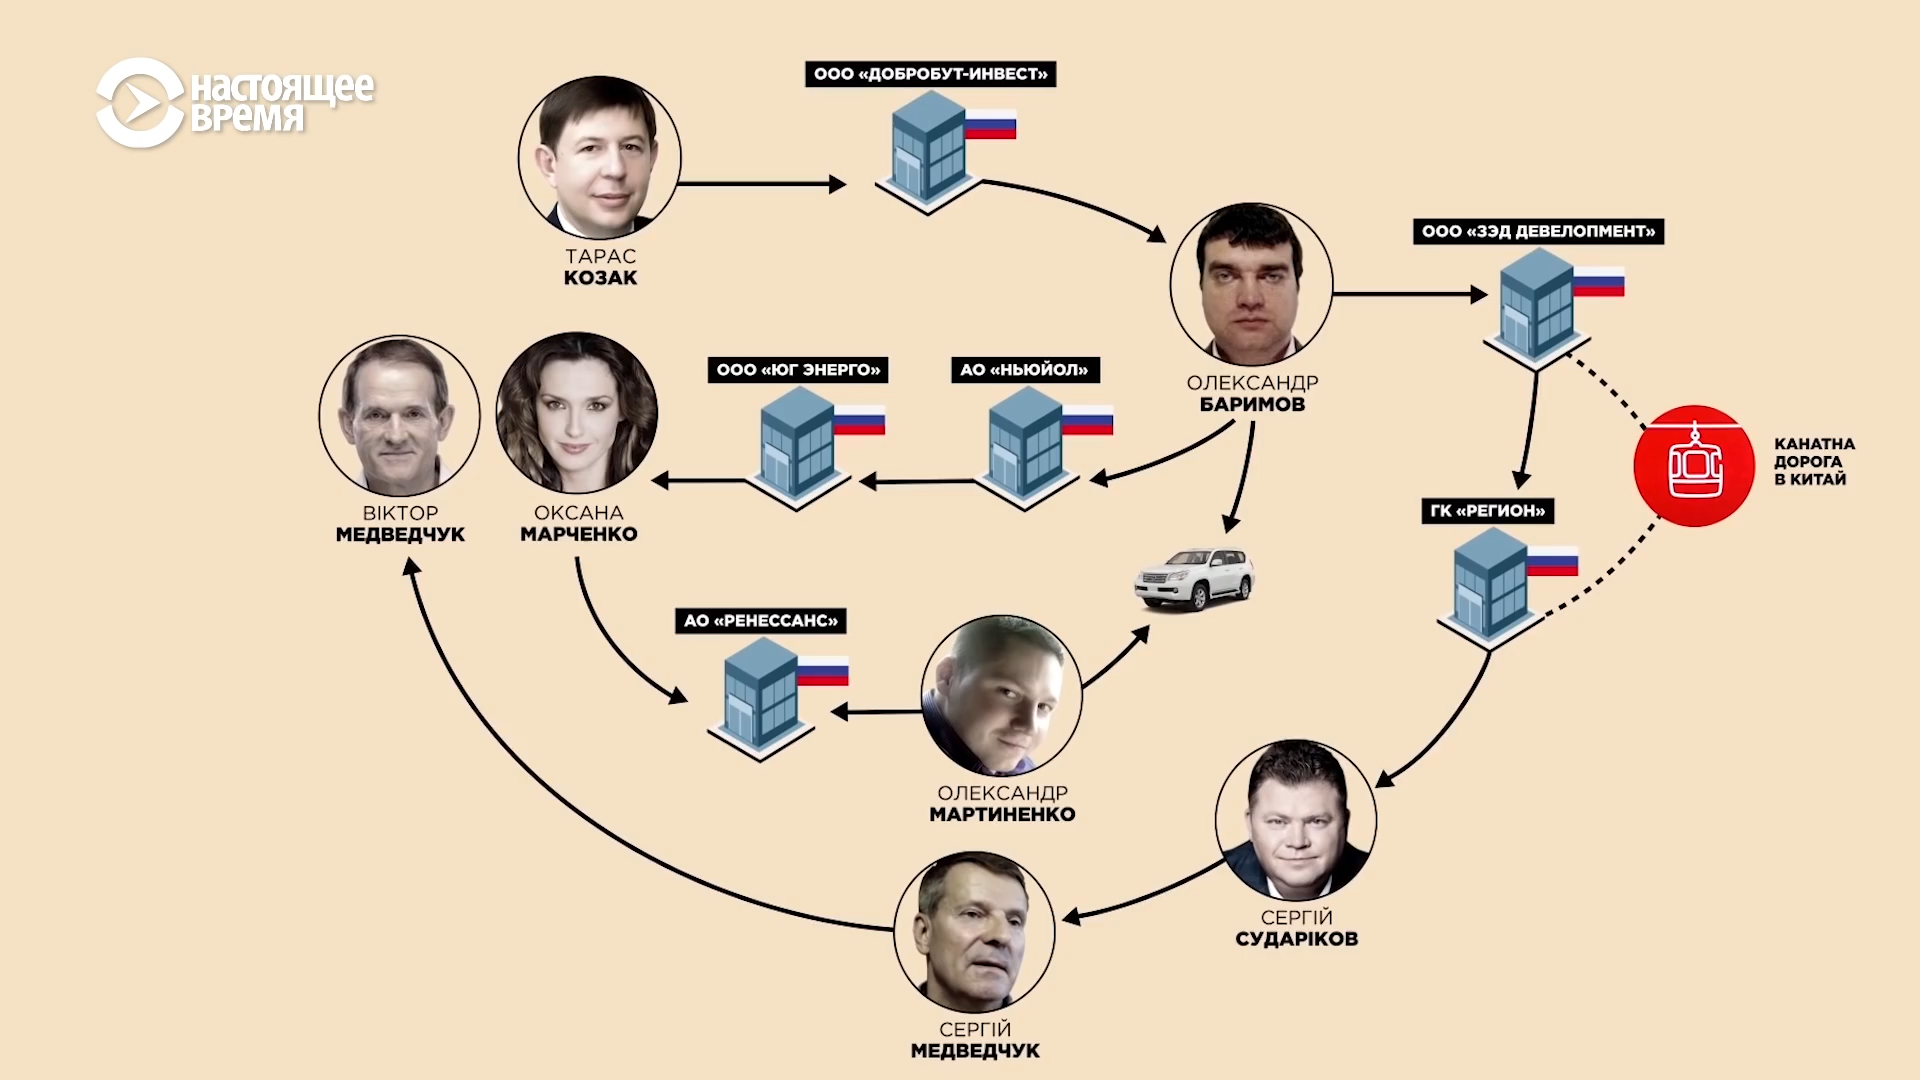 НАСТОЯЩЕЕ
ВРЕМЯ
ООО «ДОБРОБУТ-ИНВЕСТ»
ТАРАС
КОЗАК
ООО «ЗЭД ДЕВЕЛОПМЕНТ»
ОЛЕКСАНДР
БАРИМОВ
ООО «ЮГ ЭНЕРГО»
АО «НЬЮЙОЛ»
ВІКТОР
МЕДВЕДЧУК
ОКСАНА
МАРЧЕНКО
КАНАТНА
ДОРОГА
В КИТАЙ
ГК «РЕГИОН»
АО «РЕНЕССАНС»
ОЛЕКСАНДР
МАРТИНЕНКО
СЕРГІЙ
СУДАРІКОВ
СЕРГІЙ
МЕДВЕДЧУК